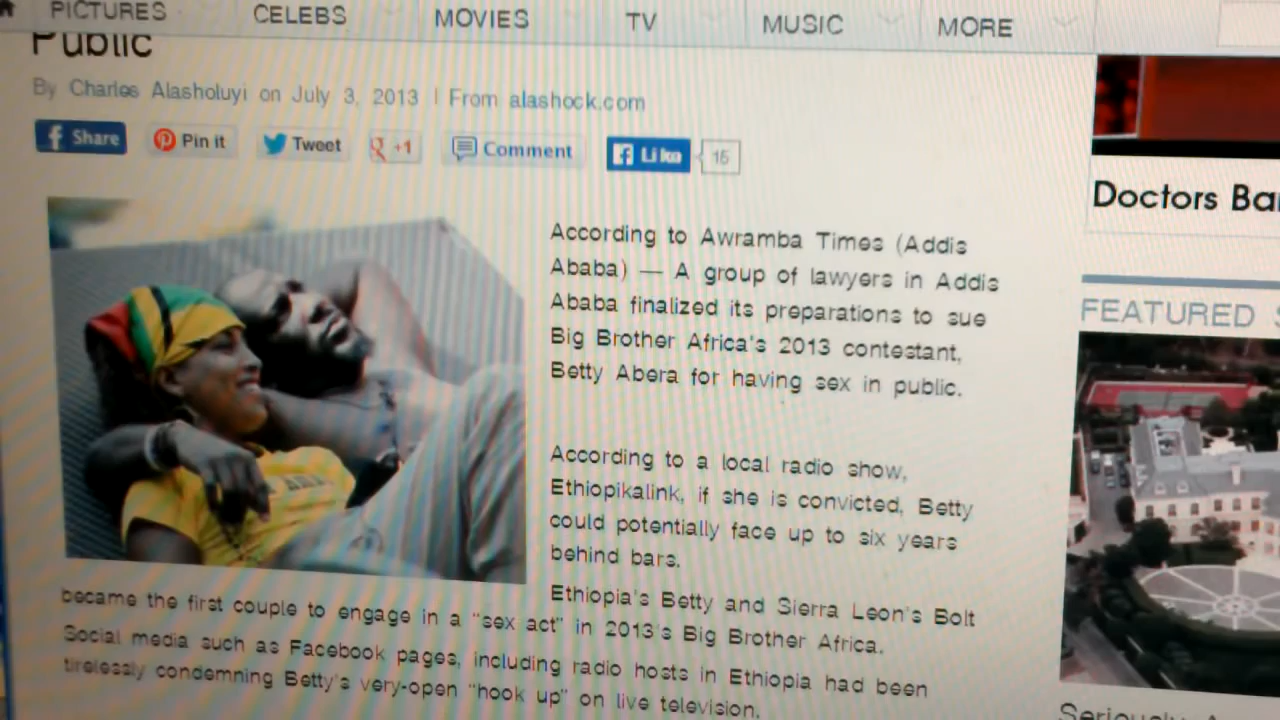 PICTURES CELEBS MOVIES TV MUSIC MORE
Public
By Charles Alasholuyi on July 3, 2013 | From alashock.com
Share Pin it Tweet +1 Comment Like 15
According to Awramba Times (Addis
Ababa) — A group of lawyers in Addis
Ababa finalized its preparations to sue
Big Brother Africa's 2013 contestant,
Betty Abera for having sex in public.
According to a local radio show,
Ethiopikalink, if she is convicted, Betty
could potentially face up to six years
behind bars.
Ethiopia's Betty and Sierra Leon's Bolt
became the first couple to engage in a "sex act" in 2013's Big Brother Africa.
Social media such as Facebook pages, including radio hosts in Ethiopia had been
tirelessly condemning Betty's very-open "hook up" on live television.
Doctors Ba
FEATURED